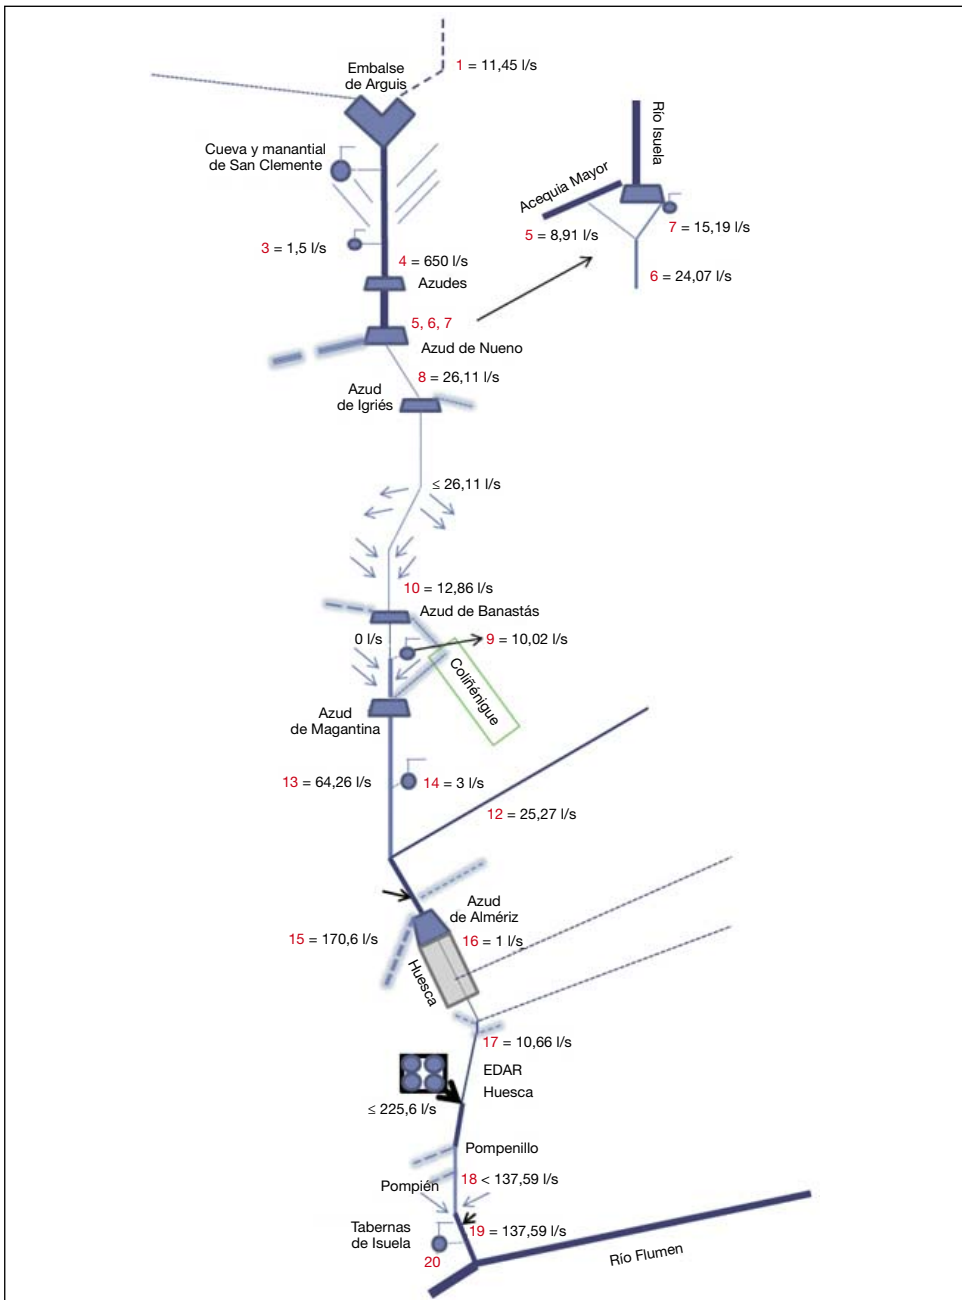 1 = 11,45 l/s
Embalse
de Arguis
Cueva y manantial
de San Clemente
Río Isuela
Acequia Mayor
5 = 8,91 l/s
7 = 15,19 l/s
6 = 24,07 l/s
3 = 1,5 l/s
4 = 650 l/s
Azudes
5, 6, 7
Azud de Nueno
8 = 26,11 l/s
Azud
de Igriés
≤ 26,11 l/s
10 = 12,86 l/s
Azud de Banastás
0 l/s
9 = 10,02 l/s
Coliñénigue
Azud
de Magantina
13 = 64,26 l/s
14 = 3 l/s
12 = 25,27 l/s
Azud
de Almériz
15 = 170,6 l/s
16 = 1 l/s
Huesca
17 = 10,66 l/s
EDAR
Huesca
≤ 225,6 l/s
Pompenillo
18 < 137,59 l/s
Pompién
Tabernas
de Isuela
19 = 137,59 l/s
20
Río Flumen